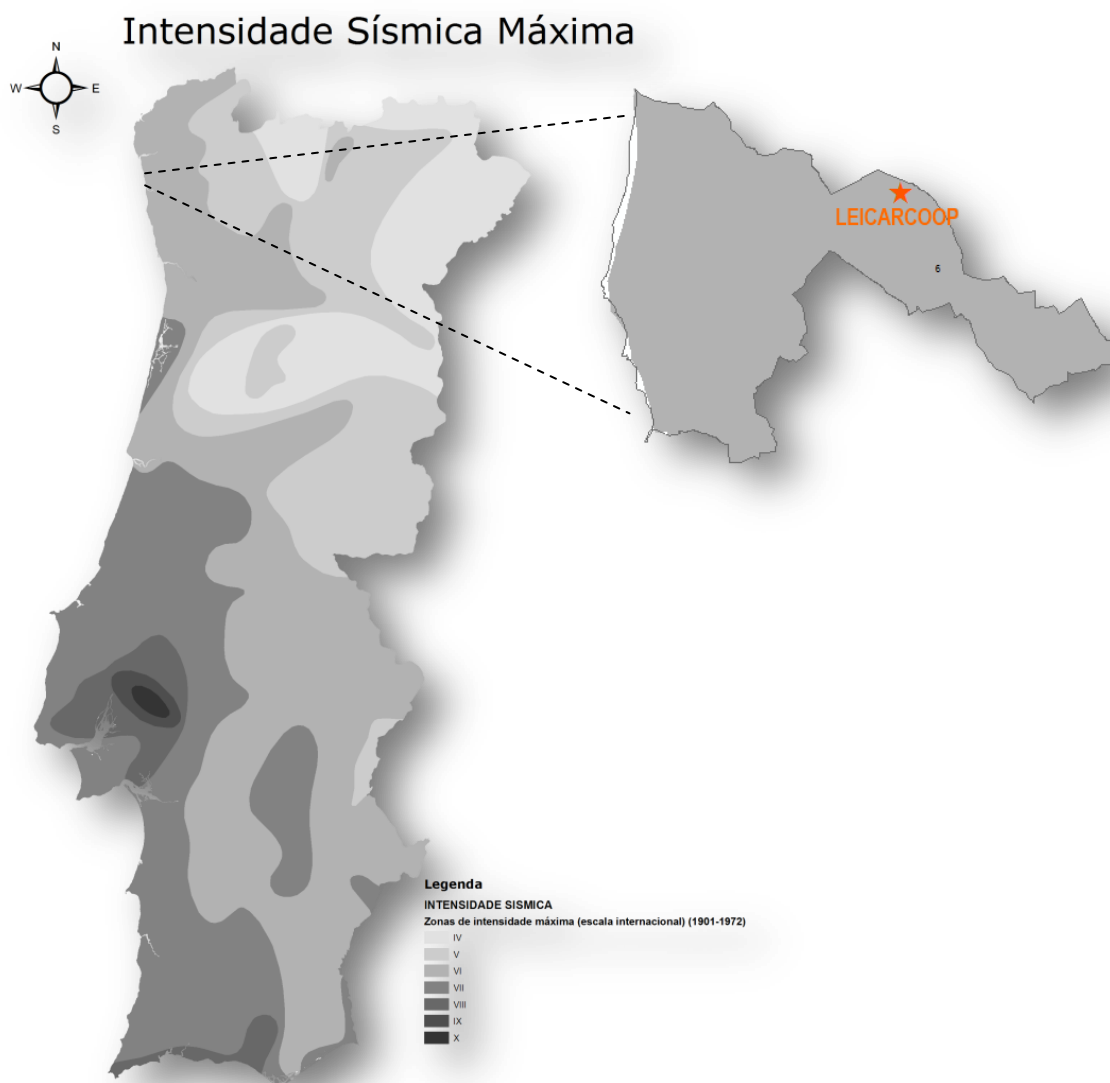 Intensidade Sísmica Máxima
N
W
E
S
LEICARCOOP
6
Legenda
INTENSIDADE SISMICA
Zonas de intensidade máxima (escala internacional) (1901-1972)
IV
V
VI
VII
VIII
IX
X